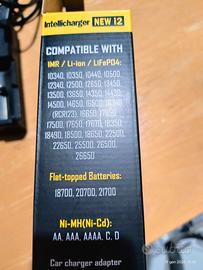 Intellicharger NEW i2
COMPATIBLE WITH
IMR / Li-ion / LiFePO4:
10340, 10350, 10440, 10500,
12340, 12500, 12650, 13450,
13500, 13650, 14350, 14430,
14500, 14650, 16500, 16340
(RCR123), 16650, 17350,
17500, 17650, 17670, 18350,
18490, 18500, 18650, 22500,
22650, 25500, 26500,
26650
Flat-topped Batteries:
18700, 20700, 21700
Ni-MH(Ni-Cd):
AA, AAA, AAAA, C, D
Car charger adapter